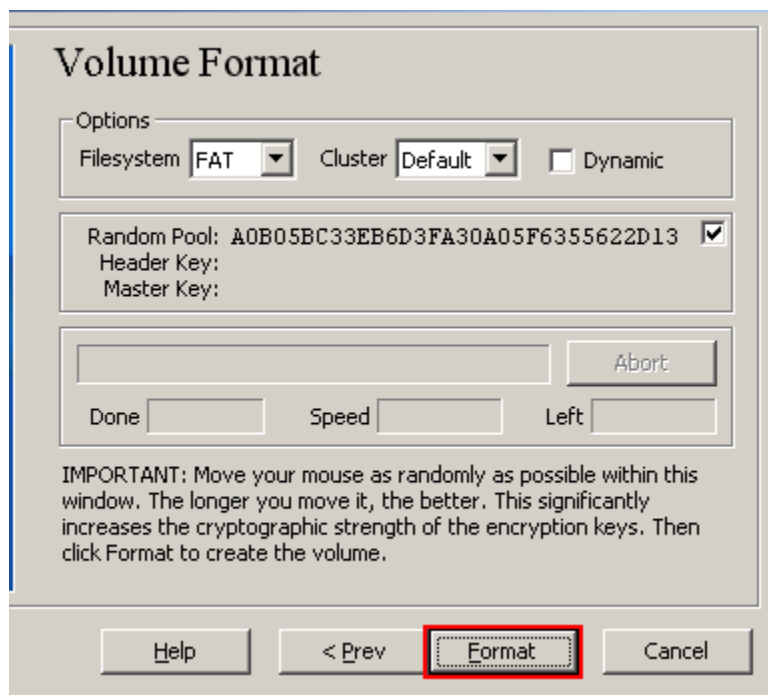 Volume Format
Options
Filesystem FAT Cluster Default Dynamic
Random Pool: A0B05BC33EB6D3FA30A05F6355622D13
Header Key:
Master Key:
Abort
Done Speed Left
IMPORTANT: Move your mouse as randomly as possible within this
window. The longer you move it, the better. This significantly
increases the cryptographic strength of the encryption keys. Then
click Format to create the volume.
Help < Prev Format Cancel